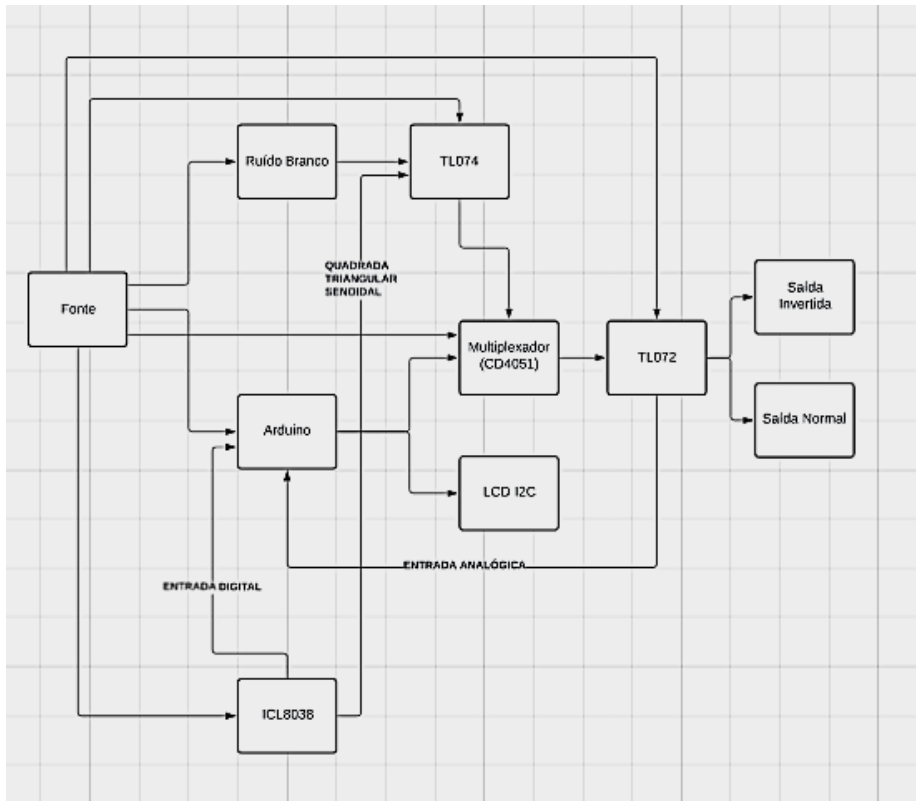 Ruído Branco
TL074
QUADRADA
TRIANGULAR
SENOIDAL
Fonte
Saída
Invertida
Multiplexador
(CD4051)
TL072
Saída Normal
Arduino
LCD I2C
ENTRADA ANALÓGICA
ENTRADA DIGITAL
ICL8038